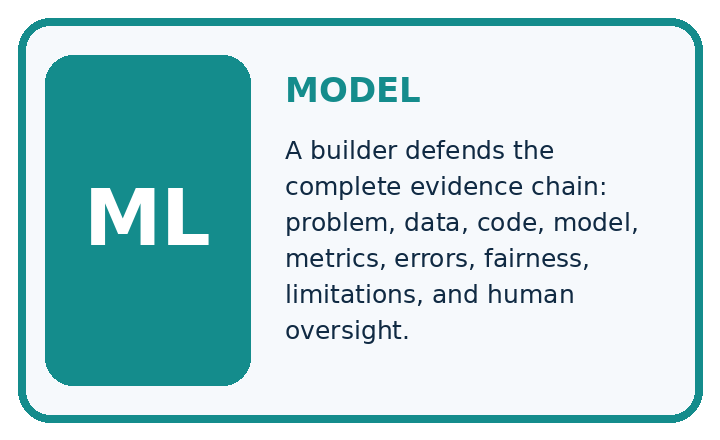 ML
MODEL
A builder defends the
complete evidence chain:
problem, data, code, model,
metrics, errors, fairness,
limitations, and human
oversight.